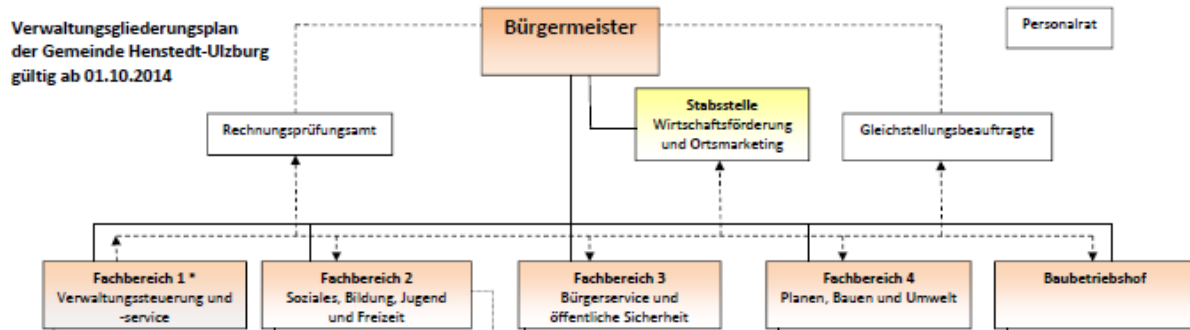 Verwaltungsgliederungsplan
der Gemeinde Henstedt-Ulzburg
gültig ab 01.10.2014
Bürgermeister
Personalrat
Rechnungsprüfungsamt
Stabsstelle
Wirtschaftsförderung
und Ortsmarketing
Gleichstellungsbeauftragte
Fachbereich 1 *
Verwaltungssteuerung und
-service
Fachbereich 2
Soziales, Bildung, Jugend
und Freizeit
Fachbereich 3
Bürgerservice und
öffentliche Sicherheit
Fachbereich 4
Planen, Bauen und Umwelt
Baubetriebshof